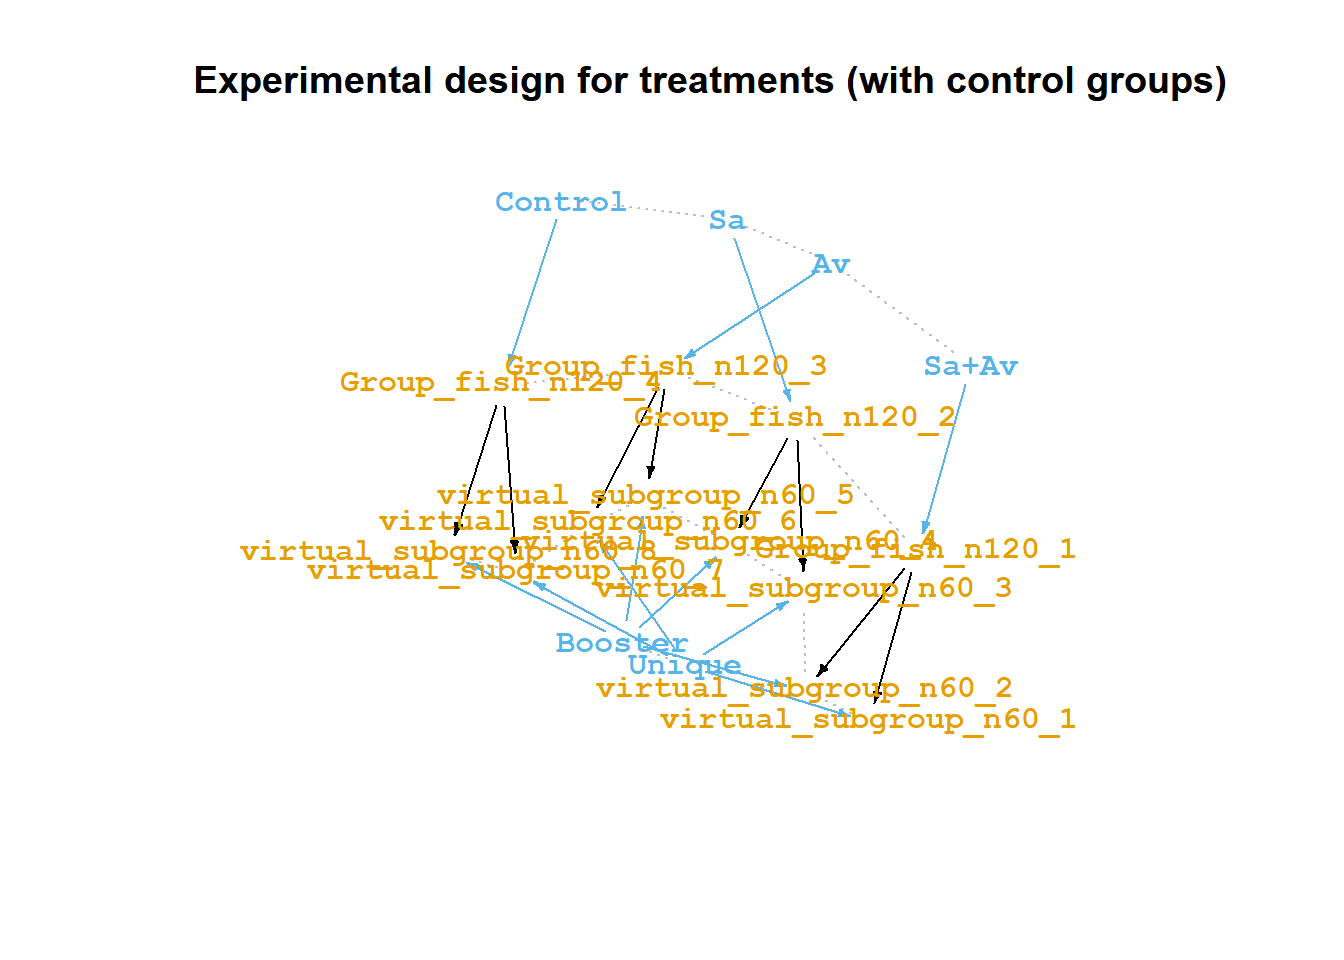 Experimental design for treatments (with control groups)
Control
Sa
Av
Group_fish_n120_3
Sa+Av
Group_fish_n120_4
Group_fish_n120_2
virtual_subgroup_n60_5
virtual_subgroup_n60_6
virtual_subgroup_n60_4
Group_fish_n120_1
virtual_subgroup_n60_8
virtual_subgroup_n60_7
virtual_subgroup_n60_3
Booster
Unique
virtual_subgroup_n60_2
virtual_subgroup_n60_1